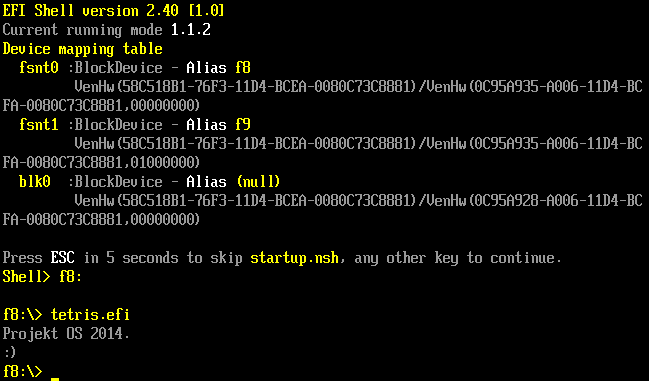 EFI Shell version 2.40 [1.0]
Current running mode 1.1.2
Device mapping table
fsnt0 :BlockDevice - Alias f8
VenHw(58C518B1-76F3-11D4-BCEA-0080C73C8881)/VenHw(0C95A935-A006-11D4-BC
FA-0080C73C8881,00000000)
fsnt1 :BlockDevice - Alias f9
VenHw(58C518B1-76F3-11D4-BCEA-0080C73C8881)/VenHw(0C95A935-A006-11D4-BC
FA-0080C73C8881,01000000)
blk0 :BlockDevice - Alias (null)
VenHw(58C518B1-76F3-11D4-BCEA-0080C73C8881)/VenHw(0C95A928-A006-11D4-BC
FA-0080C73C8881,00000000)
Press ESC in 5 seconds to skip startup.nsh, any other key to continue.
Shell> f8:
f8:\> tetris.efi
Projekt OS 2014.
:)
f8:\> _